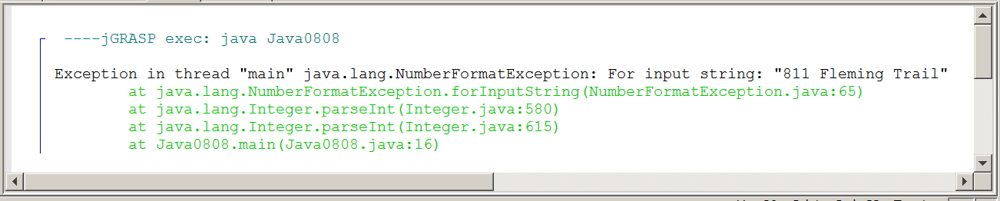 ----jGRASP exec: java Java0808
Exception in thread "main" java.lang.NumberFormatException: For input string: "811 Fleming Trail"
at java.lang.NumberFormatException.forInputString(NumberFormatException.java:65)
at java.lang.Integer.parseInt(Integer.java:580)
at java.lang.Integer.parseInt(Integer.java:615)
at Java0808.main(Java0808.java:16)